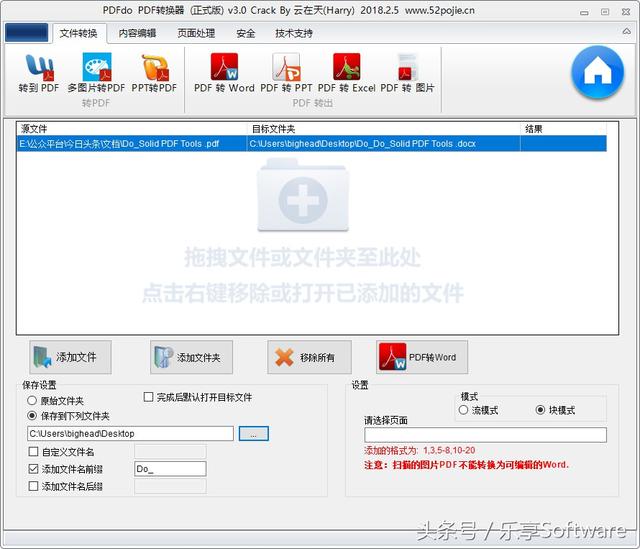 PDFdo PDF转换器 (正式版) v3.0 Crack By 云在天(Harry) 2018.2.5 www.52pojie.cn
文件转换 内容编辑 页面处理 安全 技术支持
转到 PDF 多图片转PDF PPT转PDF PDF 转 Word PDF 转 PPT PDF 转 Excel PDF 转 图片
转PDF PDF 转出
源文件 目标文件夹 结果
E:\公众平台\今日头条\文档\Do_Solid PDF Tools .pdf C:\Users\bighead\Desktop\Do_Do_Solid PDF Tools .docx
拖拽文件或文件夹至此处
点击右键移除或打开已添加的文件
添加文件 添加文件夹 移除所有 PDF转Word
保存设置 设置
原始文件夹 完成后默认打开目标文件
保存到下列文件夹
模式
流模式 块模式
请选择页面
C:\Users\bighead\Desktop ...
添加的格式为: 1,3,5-8,10-20
自定义文件名
注意：扫描的图片PDF不能转换为可编辑的Word.
添加文件名前缀 Do_
添加文件名后缀
头条号 / 乐享Software